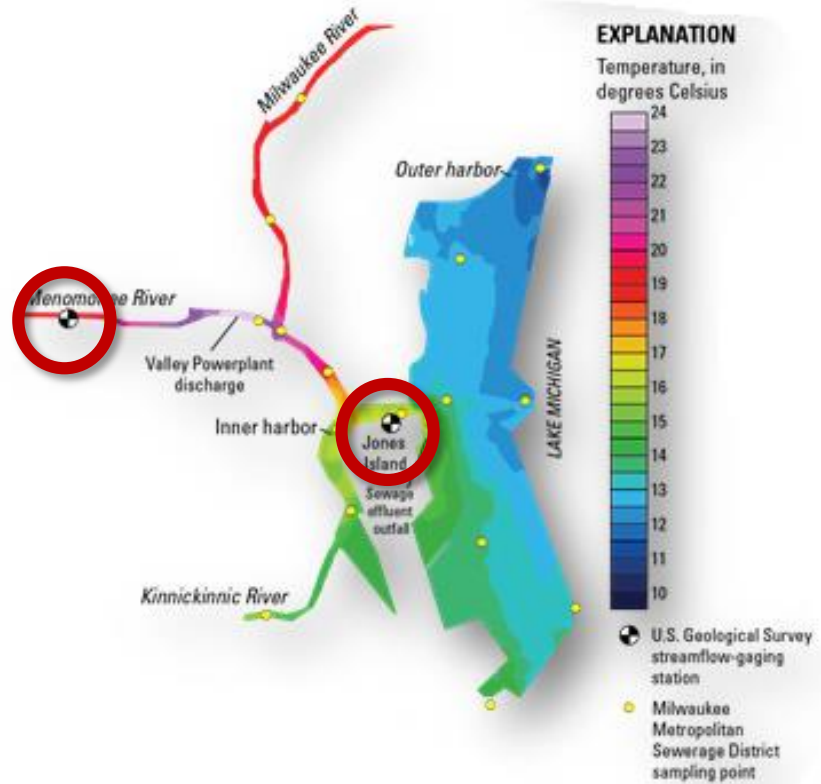 EXPLANATION
Temperature, in
degrees Celsius
24
23
22
21
20
19
18
17
16
15
14
13
12
11
10
U.S. Geological Survey
streamflow-gaging
station
Milwaukee
Metropolitan
Sewerage District
sampling point
Milwaukee River
Outer harbor
Menomonee River
Valley Powerplant
discharge
Inner harbor
Jones
Island
Sewage
effluent
outfall
LAKE MICHIGAN
Kinnickinnic River